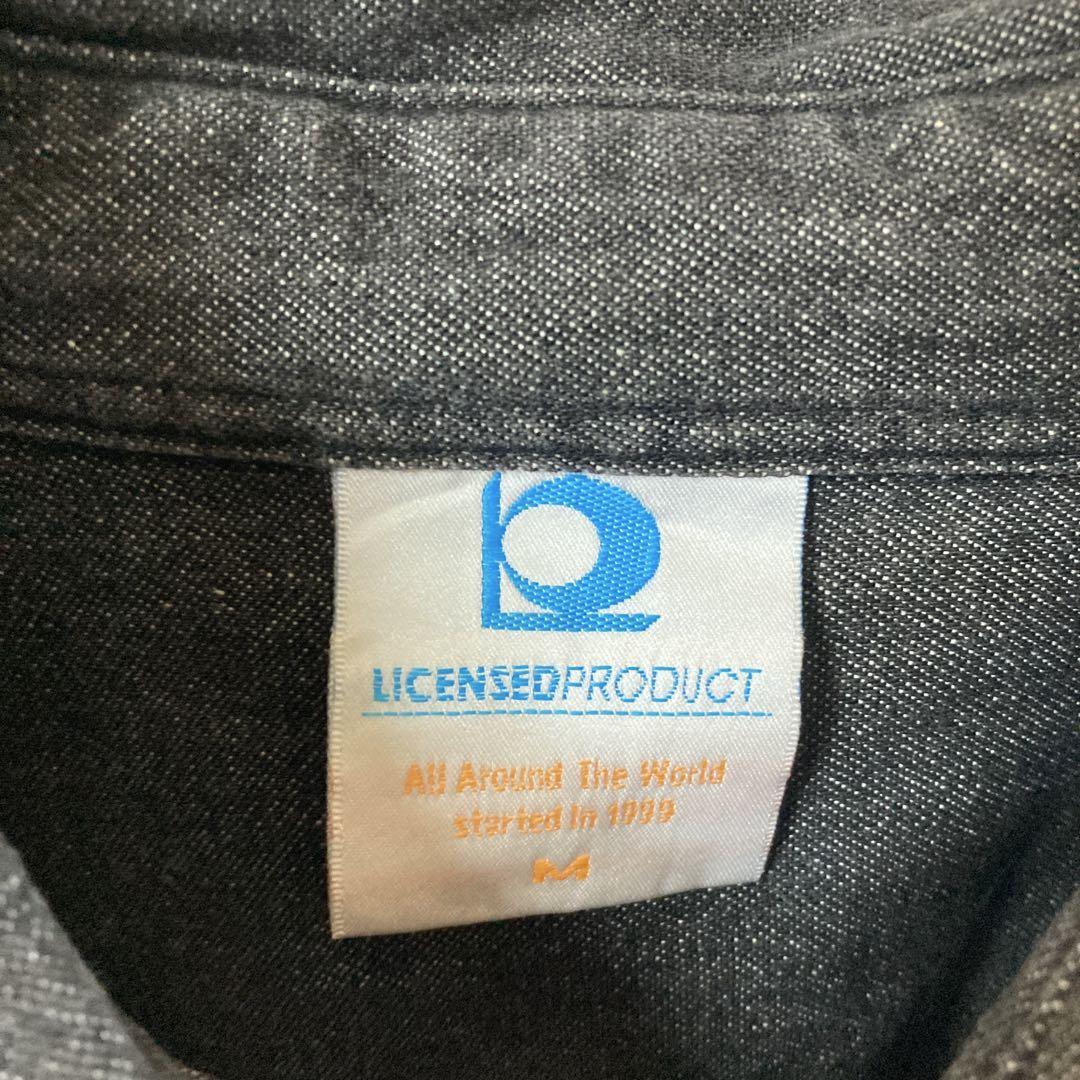 LICENSEDPRODUCT
All Around The World
started In 1999
M